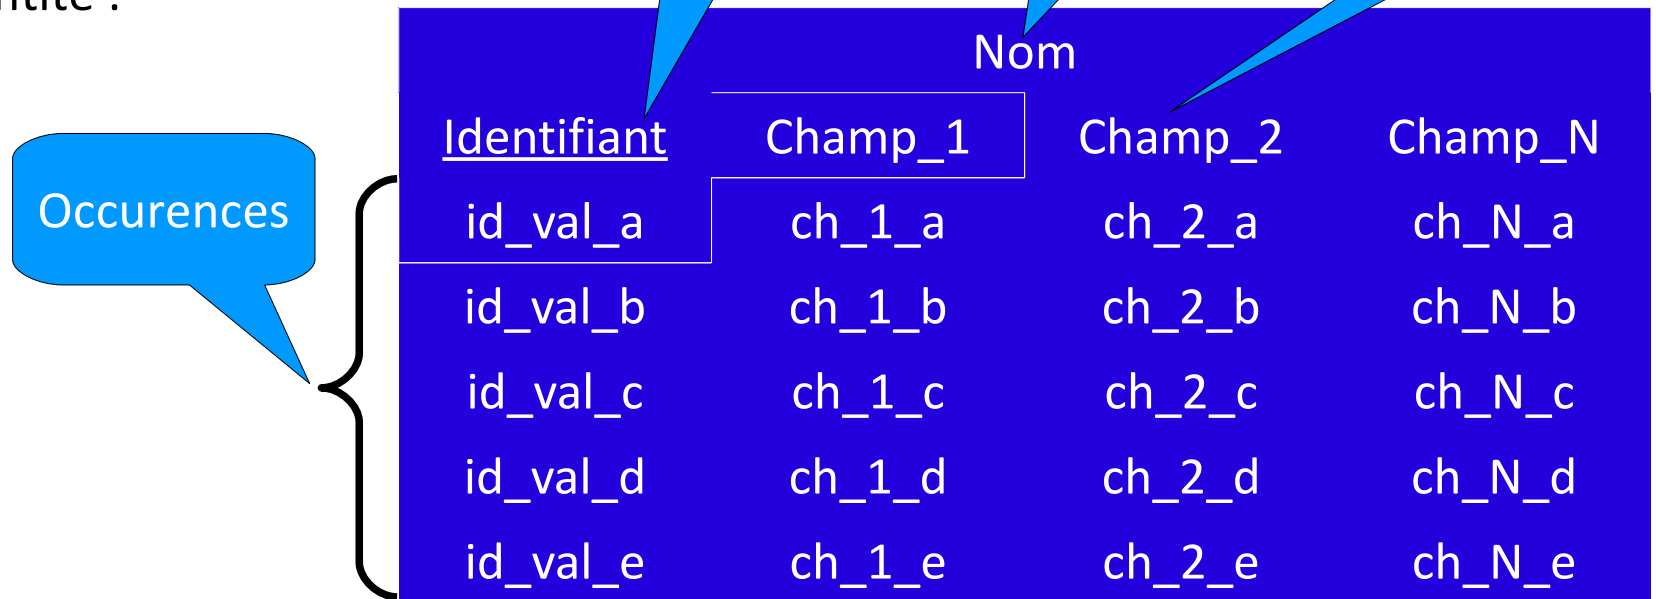 Nom
Identifiant Champ_1 Champ_2 Champ_N
Occurences
id_val_a ch_1_a ch_2_a ch_N_a
id_val_b ch_1_b ch_2_b ch_N_b
id_val_c ch_1_c ch_2_c ch_N_c
id_val_d ch_1_d ch_2_d ch_N_d
id_val_e ch_1_e ch_2_e ch_N_e